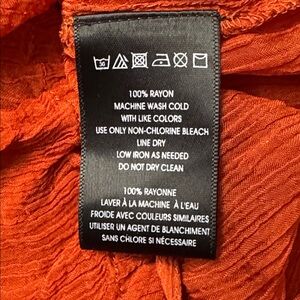 100% RAYON
MACHINE WASH COLD
WITH LIKE COLORS
USE ONLY NON-CHLORINE BLEACH
LINE DRY
LOW IRON AS NEEDED
DO NOT DRY CLEAN
100% RAYONNE
LAVER À LA MACHINE À L'EAU
FROIDE AVEC COULEURS SIMILAIRES
UTILISER UN AGENT DE BLANCHIMENT
SANS CHLORE SI NÉCESSAIRE